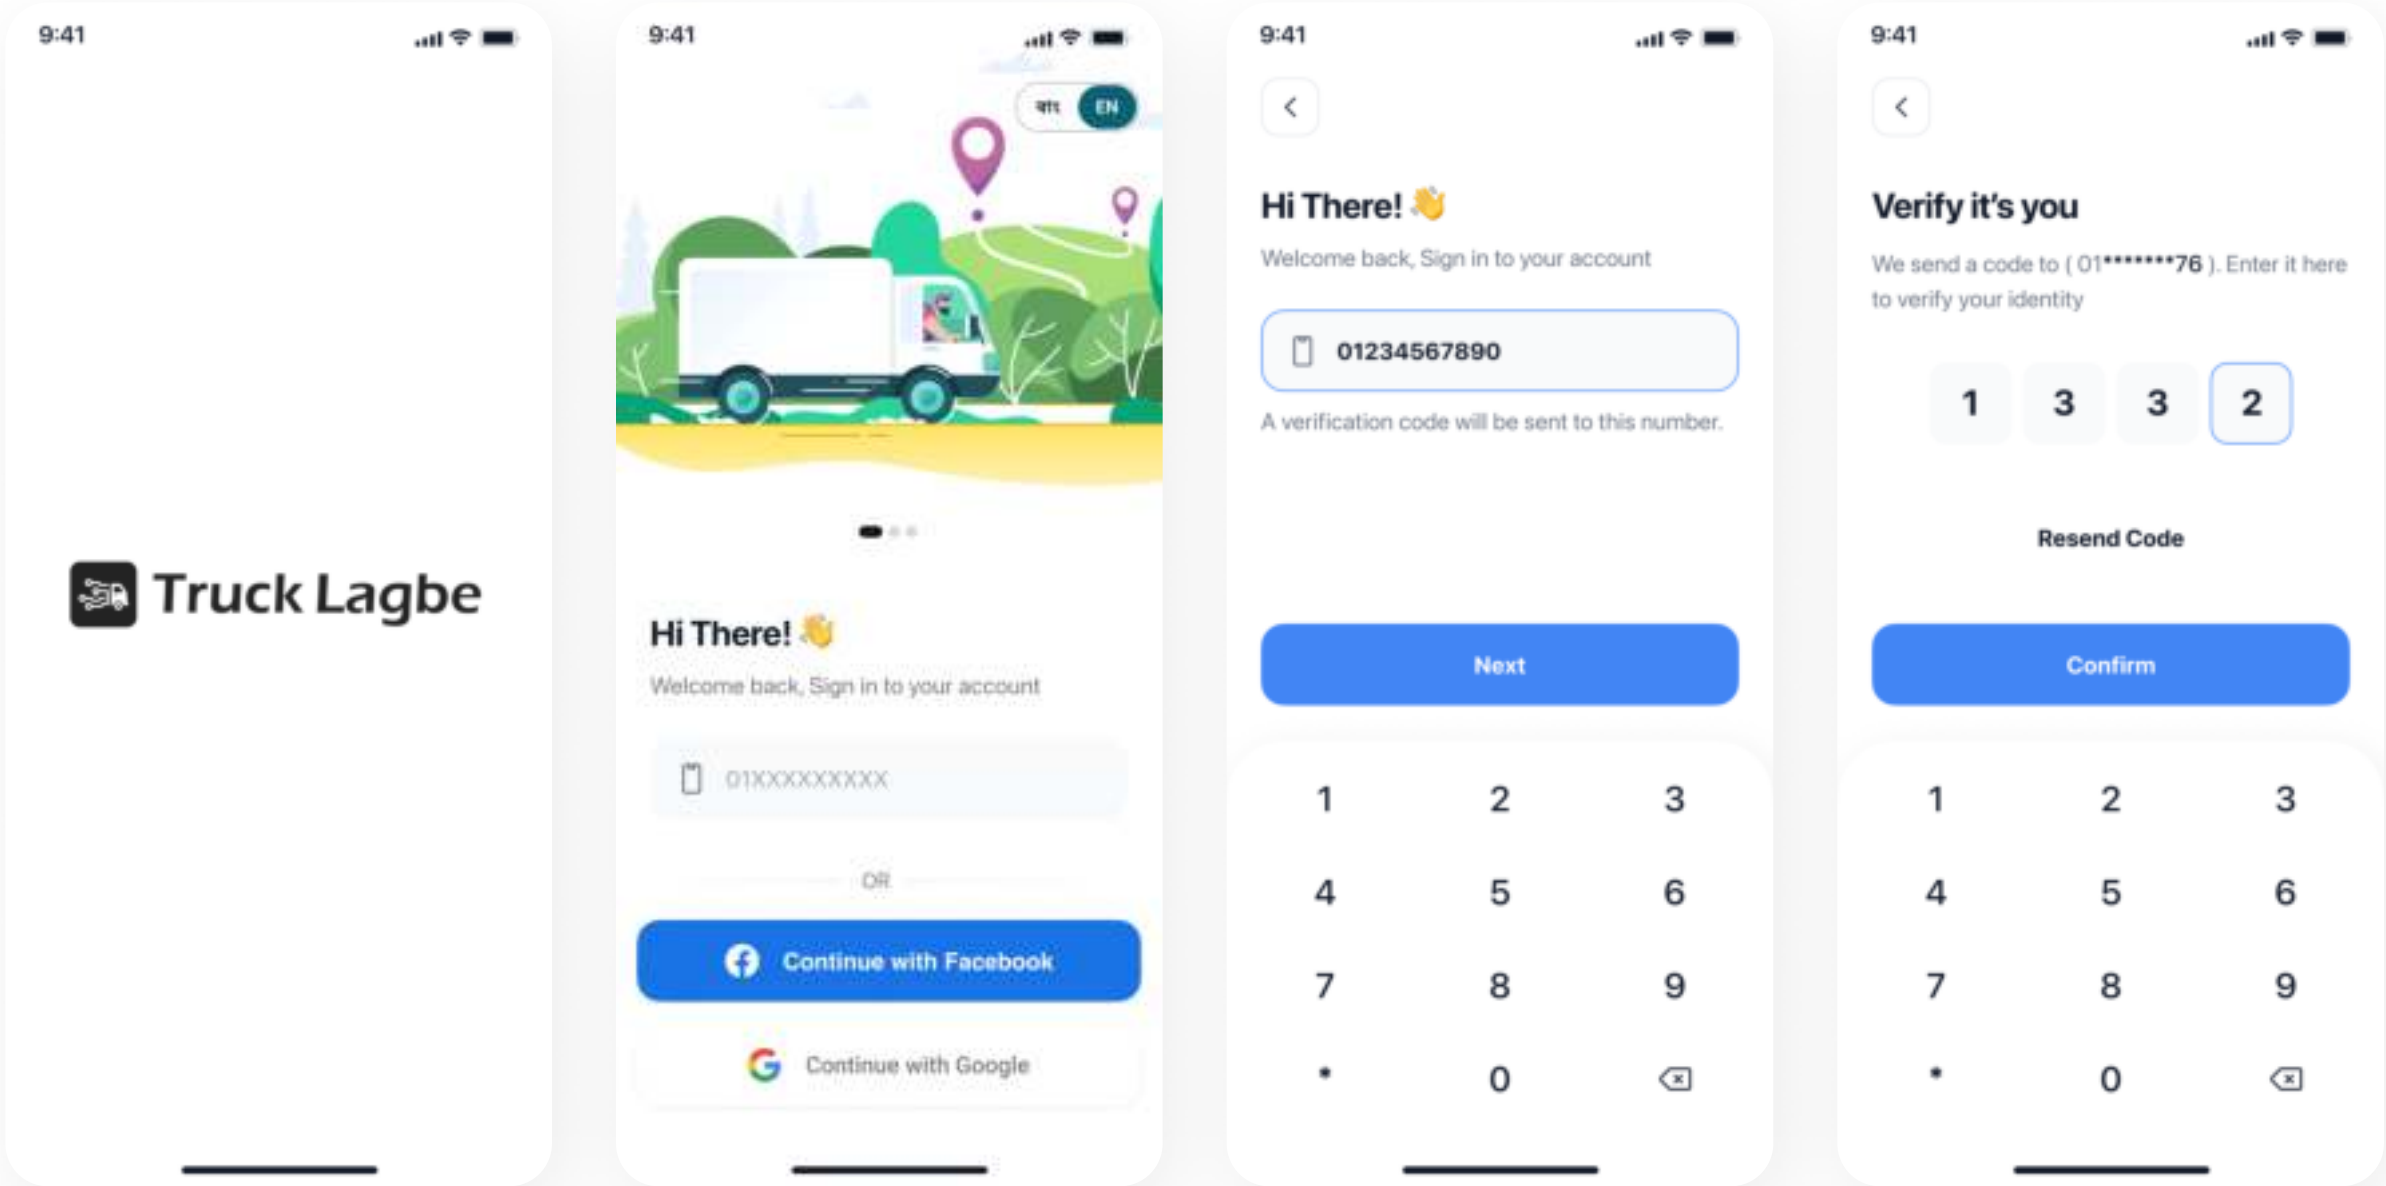 9:41
Truck Lagbe
9:41
বাং
EN
Hi There! 👋
Welcome back, Sign in to your account
01XXXXXXXXX
OR
Continue with Facebook
Continue with Google
9:41
Hi There! 👋
Welcome back, Sign in to your account
01234567890
A verification code will be sent to this number.
Next
1 2 3
4 5 6
7 8 9
* 0
9:41
Verify it's you
We send a code to ( 01*******76 ). Enter it here
to verify your identity
1 3 3 2
Resend Code
Confirm
1 2 3
4 5 6
7 8 9
* 0